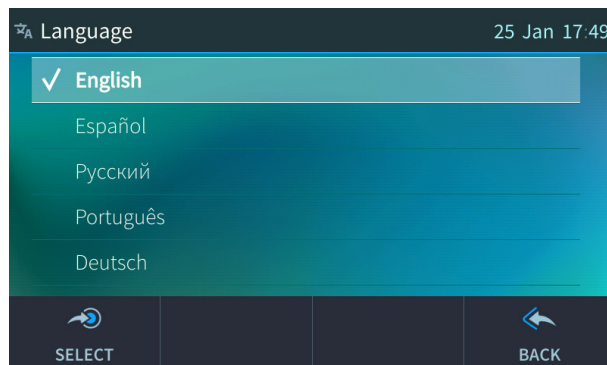 Language
25 Jan 17:49
English
Español
Русский
Português
Deutsch
SELECT
BACK